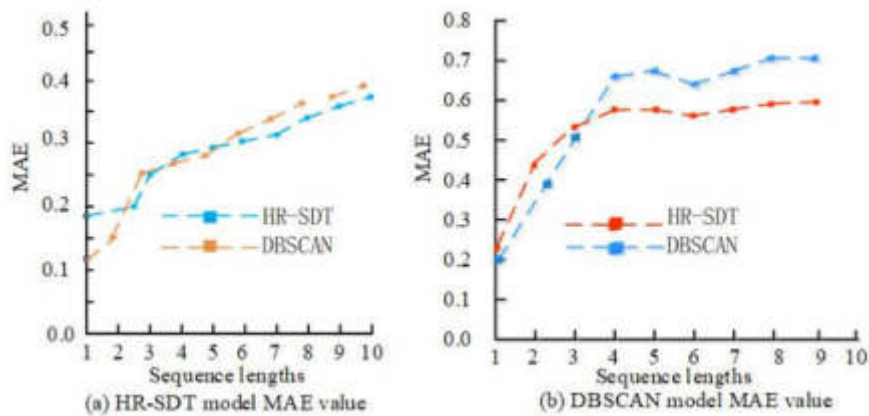 0.5
0.4
0.3
0.2
0.1
0.0
MAE
1 2 3 4 5 6 7 8 9 10
Sequence lengths
HR-SDT
DBSCAN
(a) HR-SDT model MAE value
0.8
0.7
0.6
0.5
0.4
0.3
0.2
0.1
0.0
MAE
1 2 3 4 5 6 7 8 9 10
Sequence lengths
HR-SDT
DBSCAN
(b) DBSCAN model MAE value